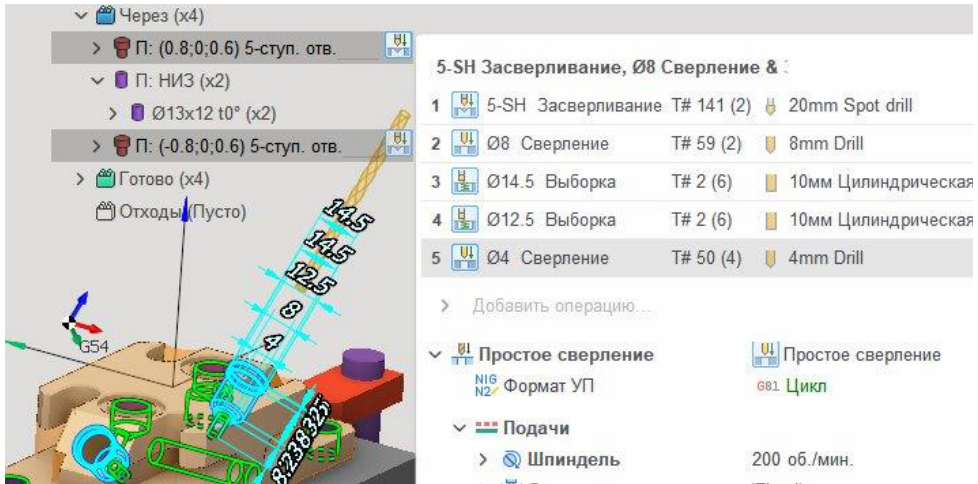 Через (x4)
П: (0.8;0;0.6) 5-ступ. отв.
П: НИЗ (x2)
Ø13x12 t0° (x2)
П: (-0.8;0;0.6) 5-ступ. отв.
Готово (x4)
Отходы (Пусто)
14.5
14.5
12.5
8
4
G54
5-SH Засверливание, Ø8 Сверление &
1 5-SH Засверливание T# 141 (2) 20mm Spot drill
2 Ø8 Сверление T# 59 (2) 8mm Drill
3 Ø14.5 Выборка T# 2 (6) 10мм Цилиндрическая
4 Ø12.5 Выборка T# 2 (6) 10мм Цилиндрическая
5 Ø4 Сверление T# 50 (4) 4mm Drill
Добавить операцию...
Простое сверление Простое сверление
NIG N2 Формат УП G81 Цикл
Подачи
Шпиндель 200 об./мин.